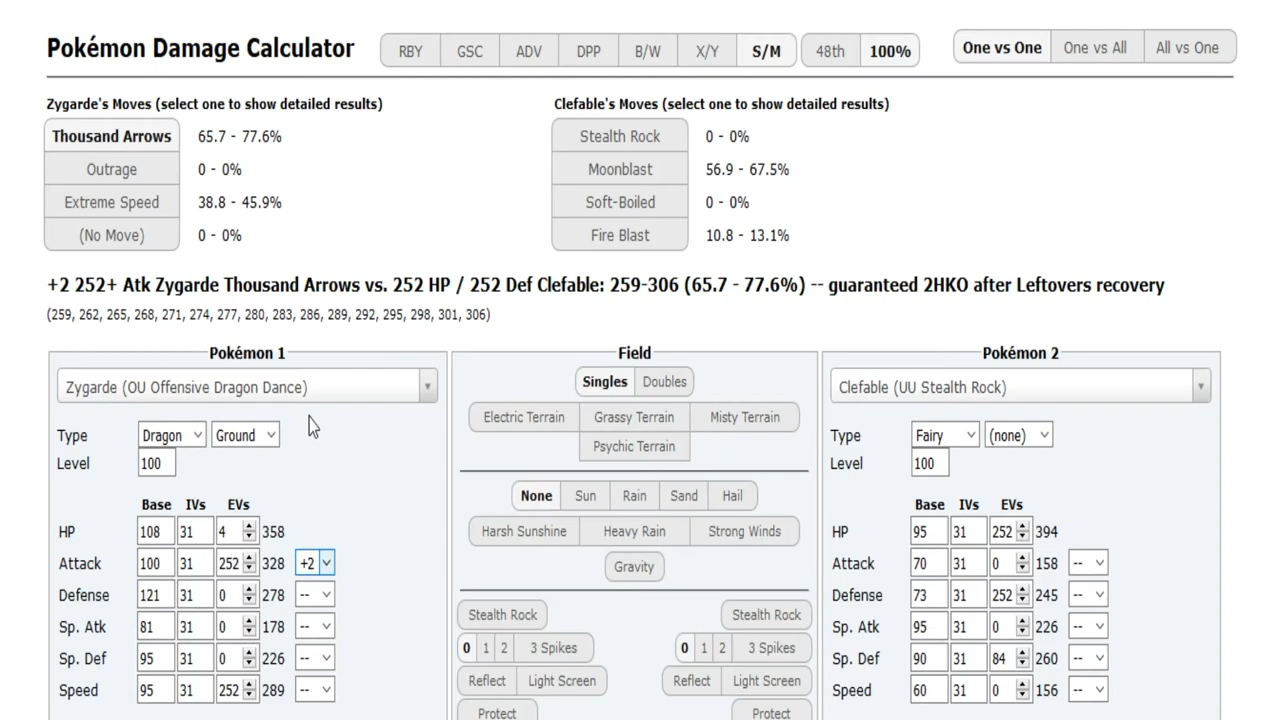 Pokémon Damage Calculator RBY GSC ADV DPP B/W X/Y S/M 48th 100% One vs One One vs All All vs One
Zygarde's Moves (select one to show detailed results) Clefable's Moves (select one to show detailed results)
Thousand Arrows 65.7 - 77.6% Stealth Rock 0 - 0%
Outrage 0 - 0% Moonblast 56.9 - 67.5%
Extreme Speed 38.8 - 45.9% Soft-Boiled 0 - 0%
(No Move) 0 - 0% Fire Blast 10.8 - 13.1%
+2 252+ Atk Zygarde Thousand Arrows vs. 252 HP / 252 Def Clefable: 259-306 (65.7 - 77.6%) -- guaranteed 2HKO after Leftovers recovery
(259, 262, 265, 268, 271, 274, 277, 280, 283, 286, 289, 292, 295, 298, 301, 306)
Pokémon 1 Field Pokémon 2
Zygarde (OU Offensive Dragon Dance) Singles Doubles Clefable (UU Stealth Rock)
Electric Terrain Grassy Terrain Misty Terrain
Type Dragon Ground Psychic Terrain Type Fairy (none)
Level 100 Level 100
None Sun Rain Sand Hail
Base IVs EVs Base IVs EVs
HP 108 31 4 358 Harsh Sunshine Heavy Rain Strong Winds HP 95 31 252 394
Attack 100 31 252 328 +2 Gravity Attack 70 31 0 158 --
Defense 121 31 0 278 -- Defense 73 31 252 245 --
Stealth Rock Stealth Rock
Sp. Atk 81 31 0 178 -- Sp. Atk 95 31 0 226 --
0 1 2 3 Spikes 0 1 2 3 Spikes
Sp. Def 95 31 0 226 -- Sp. Def 90 31 84 260 --
Reflect Light Screen Reflect Light Screen
Speed 95 31 252 289 -- Speed 60 31 0 156 --
Protect Protect